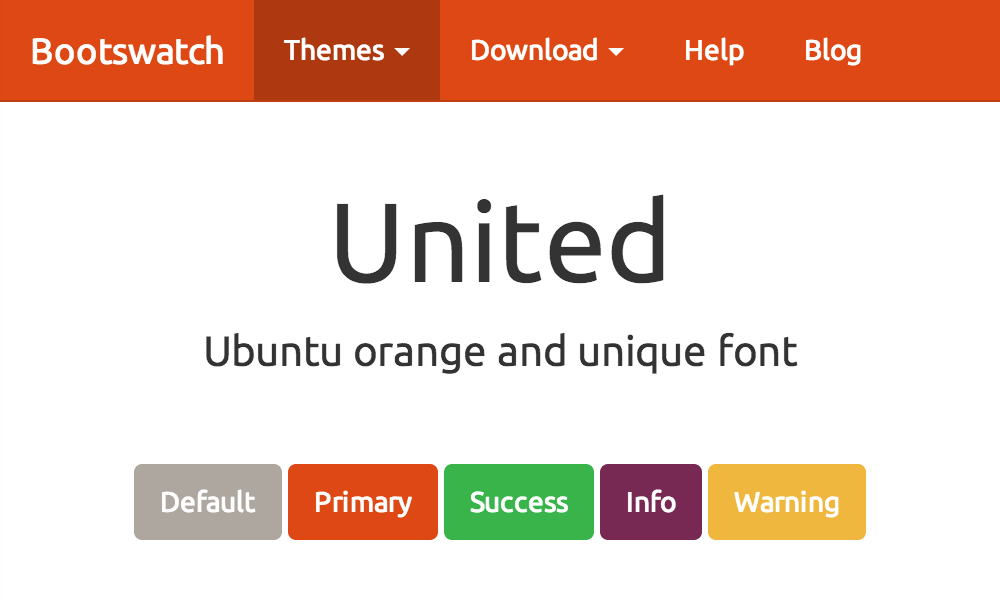 Bootswatch Themes Download Help Blog
United
Ubuntu orange and unique font
Default Primary Success Info Warning